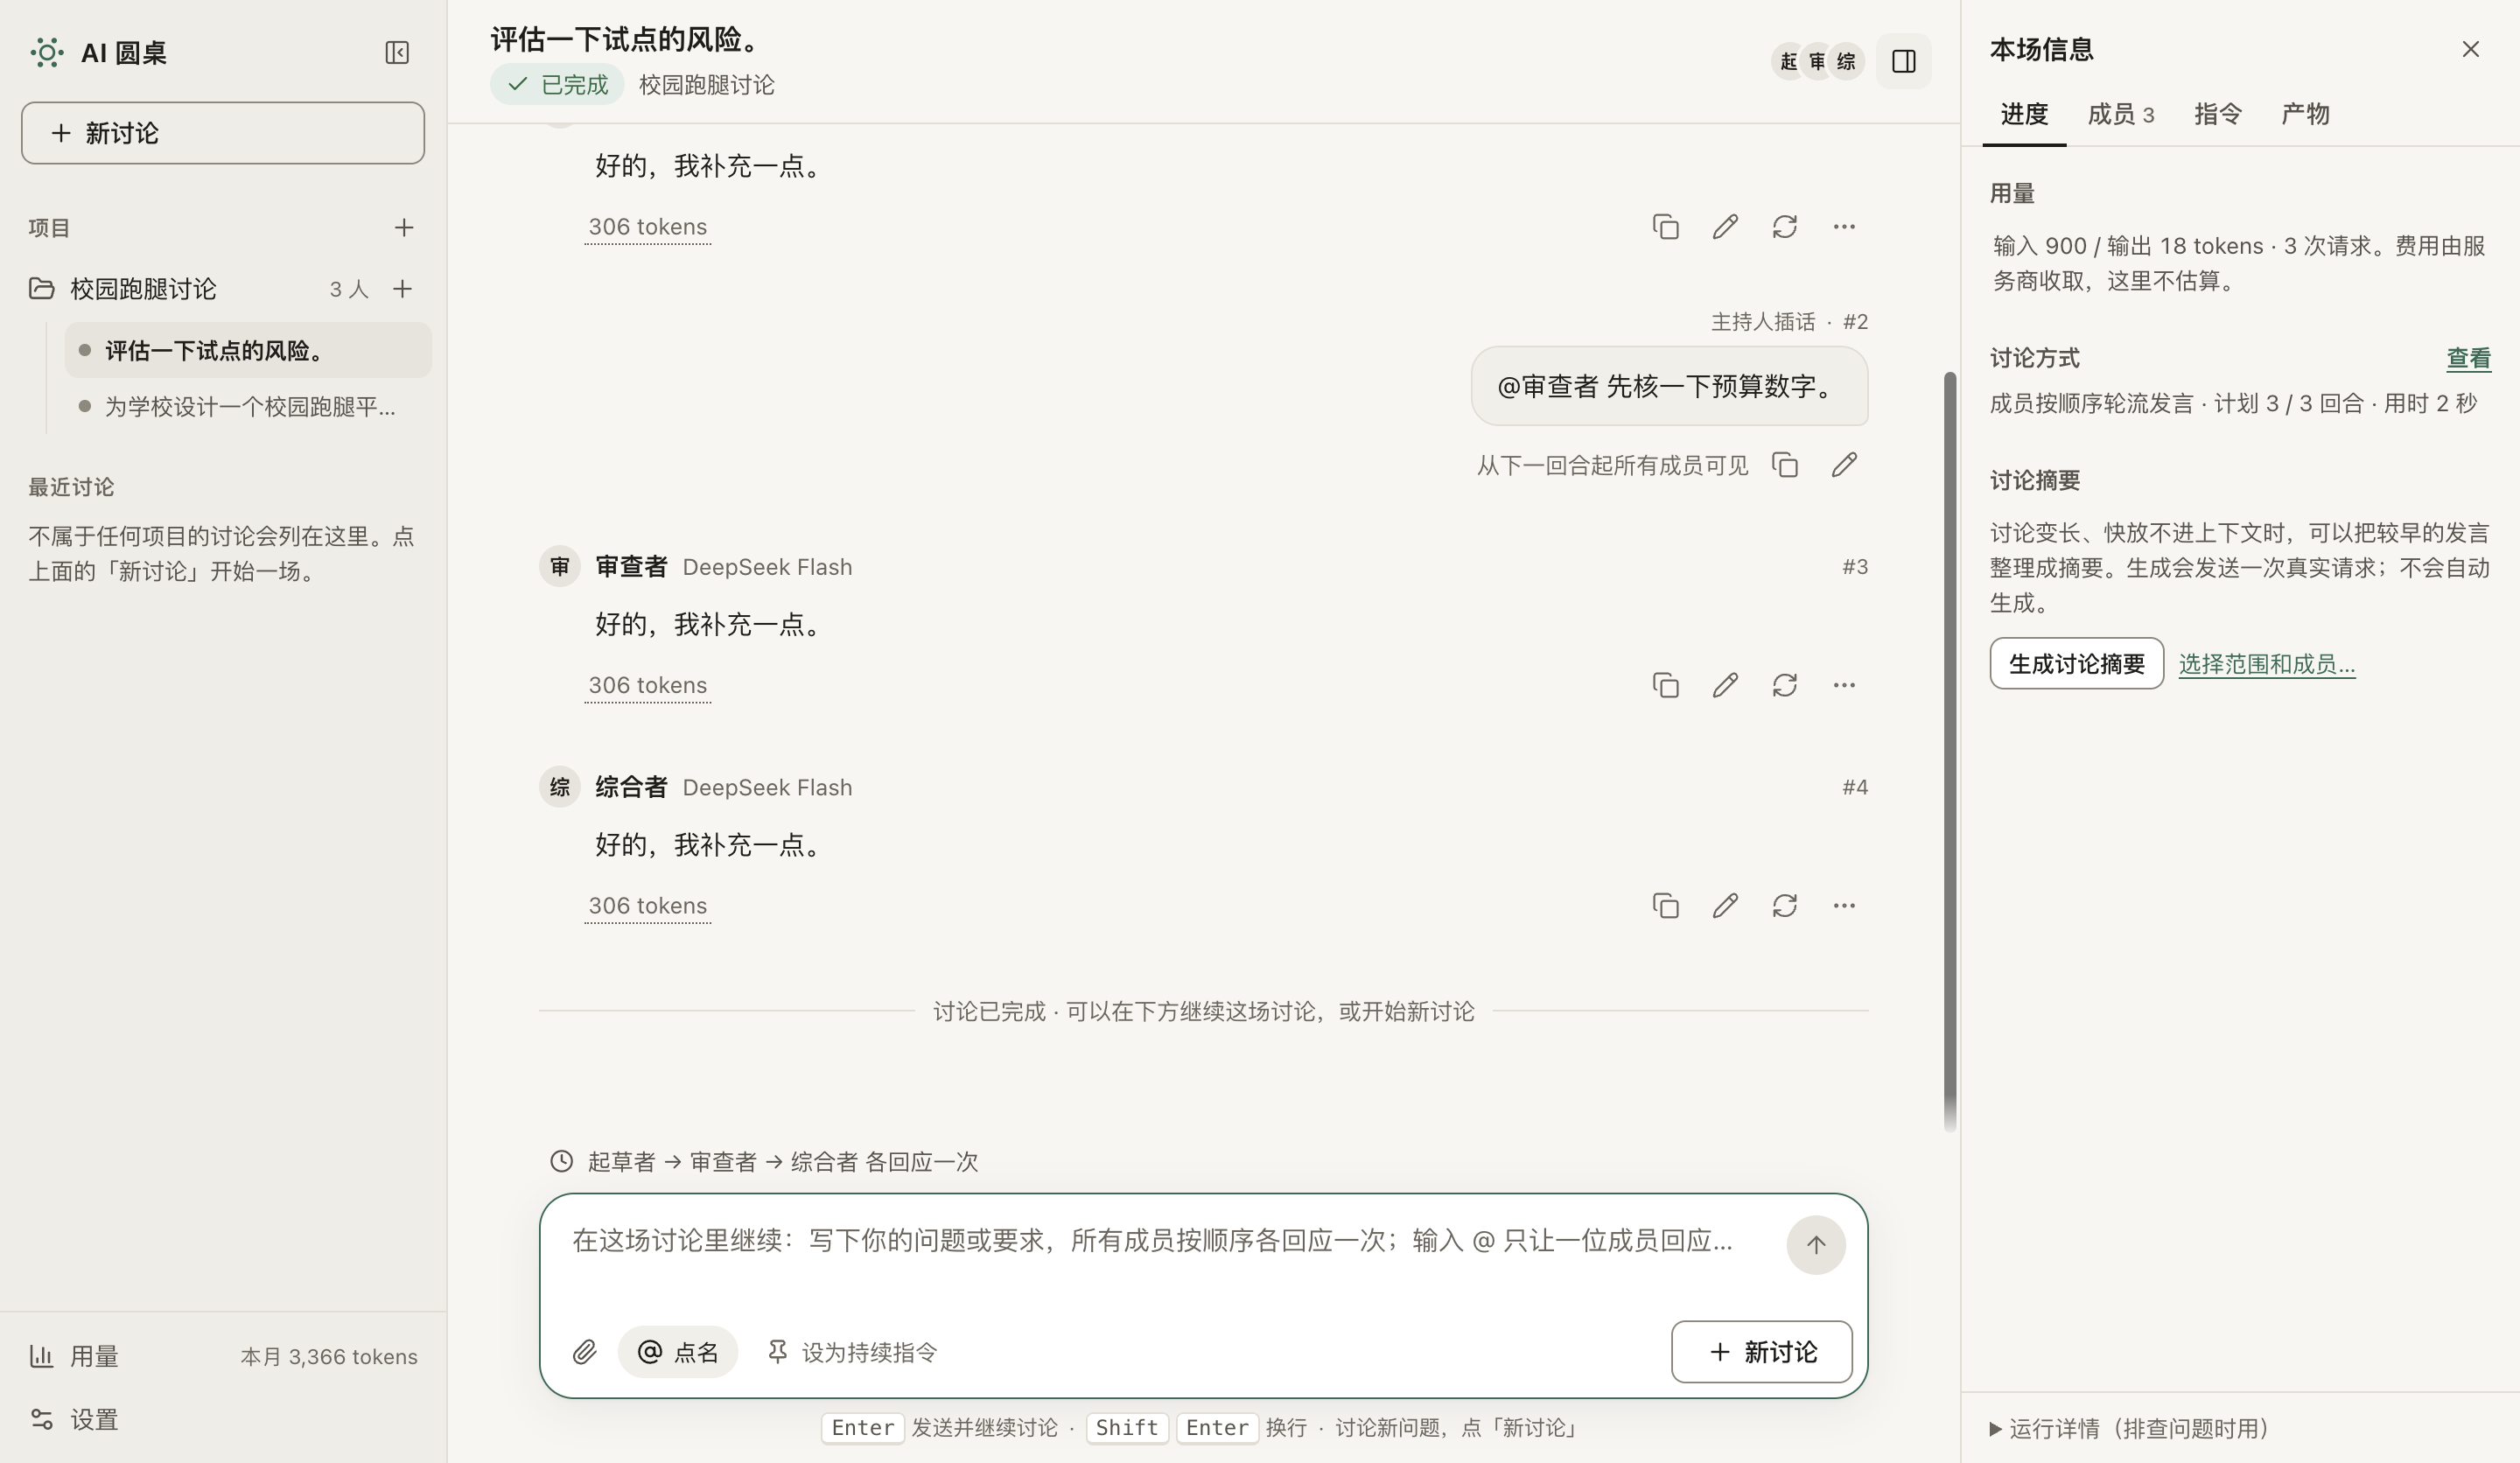 AI 圆桌
新讨论
项目
校园跑腿讨论 3 人
评估一下试点的风险。
为学校设计一个校园跑腿平...
最近讨论
不属于任何项目的讨论会列在这里。点
上面的「新讨论」开始一场。
用量 本月 3,366 tokens
设置
评估一下试点的风险。
已完成 校园跑腿讨论
起 审 综
好的，我补充一点。
306 tokens
主持人插话 · #2
@审查者 先核一下预算数字。
从下一回合起所有成员可见
审 审查者 DeepSeek Flash #3
好的，我补充一点。
306 tokens
综 综合者 DeepSeek Flash #4
好的，我补充一点。
306 tokens
讨论已完成 · 可以在下方继续这场讨论，或开始新讨论
起草者 → 审查者 → 综合者 各回应一次
在这场讨论里继续：写下你的问题或要求，所有成员按顺序各回应一次；输入 @ 只让一位成员回应...
@ 点名 设为持续指令 新讨论
Enter 发送并继续讨论 · Shift Enter 换行 · 讨论新问题，点「新讨论」
本场信息
进度 成员 3 指令 产物
用量
输入 900 / 输出 18 tokens · 3 次请求。费用由服
务商收取，这里不估算。
讨论方式 查看
成员按顺序轮流发言 · 计划 3 / 3 回合 · 用时 2 秒
讨论摘要
讨论变长、快放不进上下文时，可以把较早的发言
整理成摘要。生成会发送一次真实请求；不会自动
生成。
生成讨论摘要 选择范围和成员...
运行详情（排查问题时用）